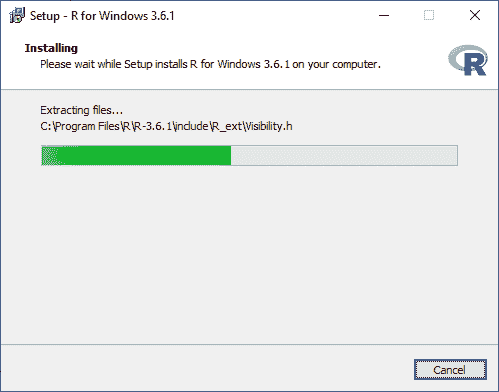 Setup - R for Windows 3.6.1
Installing
Please wait while Setup installs R for Windows 3.6.1 on your computer.
R
Extracting files...
C:\Program Files\R\R-3.6.1\include\R_ext\Visibility.h
Cancel